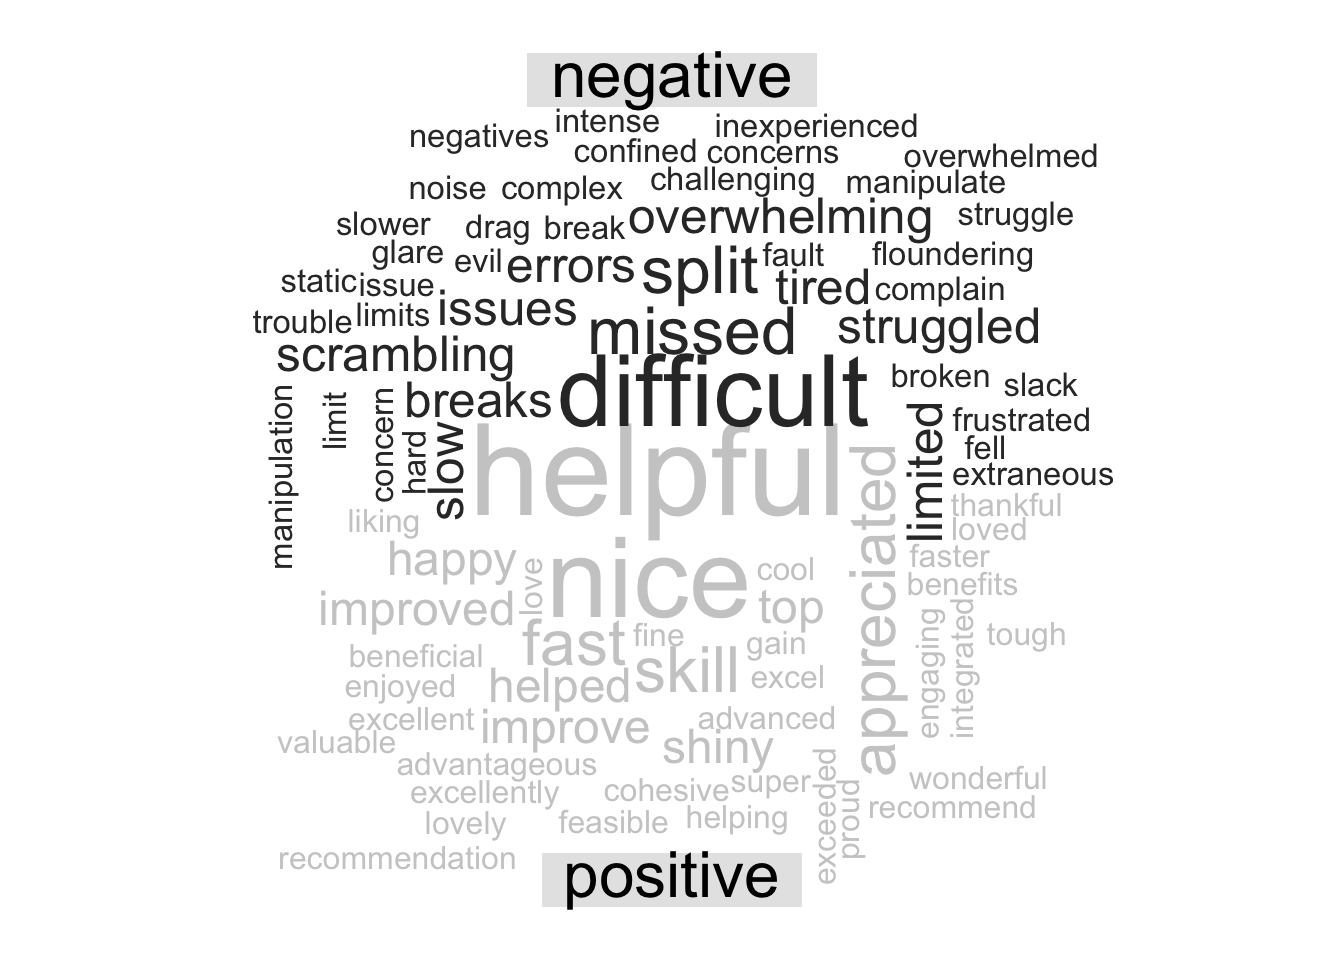 negative
negatives intense inexperienced
confined concerns overwhelmed
noise complex challenging manipulate
slower drag break overwhelming struggle
glare evil errors split fault floundering
static issue issues tired complain
trouble limits missed struggled
scrambling
breaks difficult broken slack
manipulation limit concern hard slow limited frustrated
fell
extraneous
helpful appreciated thankful
liking loved
happy love nice cool faster
benefits
improved top engaging integrated tough
fast fine gain
beneficial skill excel
enjoyed helped
excellent improve advanced
valuable shiny
advantageous exceeded proud wonderful
excellently cohesive super recommend
lovely feasible helping
recommendation
positive